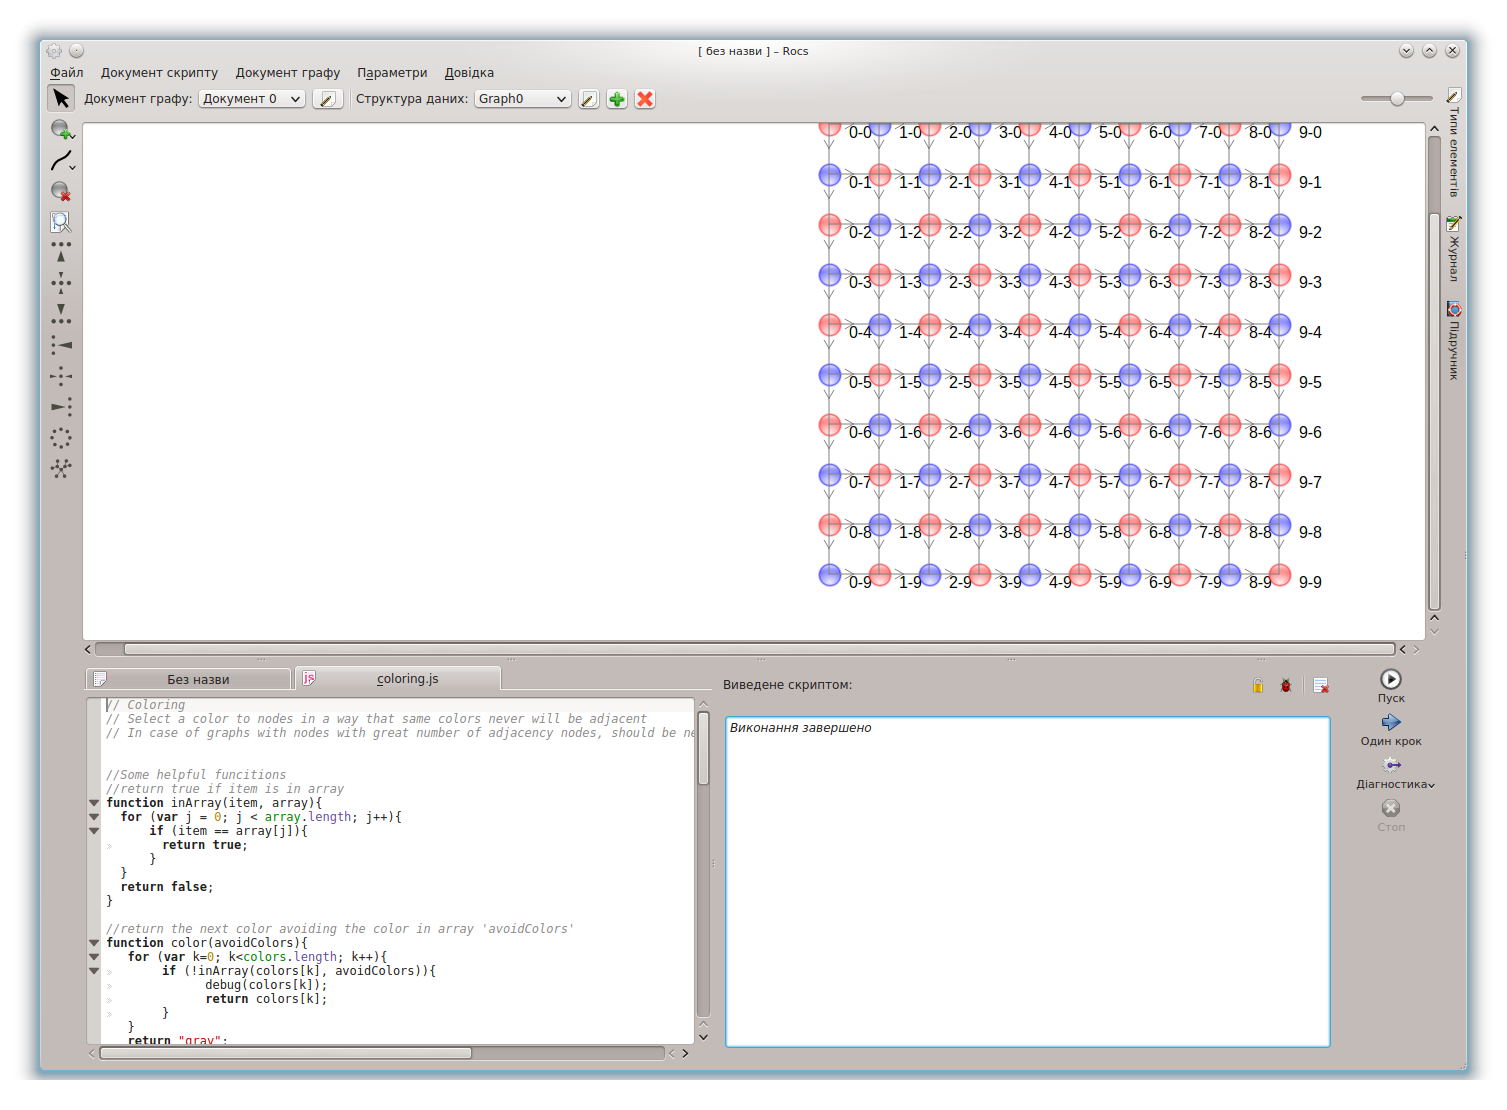 [ без назви ] – Rocs
Файл Документ скрипту Документ графу Параметри Довідка
Документ графу: Документ 0 Структура даних: Graph0
Типи елементів
Журнал
Підручник
0-0 1-0 2-0 3-0 4-0 5-0 6-0 7-0 8-0 9-0
0-1 1-1 2-1 3-1 4-1 5-1 6-1 7-1 8-1 9-1
0-2 1-2 2-2 3-2 4-2 5-2 6-2 7-2 8-2 9-2
0-3 1-3 2-3 3-3 4-3 5-3 6-3 7-3 8-3 9-3
0-4 1-4 2-4 3-4 4-4 5-4 6-4 7-4 8-4 9-4
0-5 1-5 2-5 3-5 4-5 5-5 6-5 7-5 8-5 9-5
0-6 1-6 2-6 3-6 4-6 5-6 6-6 7-6 8-6 9-6
0-7 1-7 2-7 3-7 4-7 5-7 6-7 7-7 8-7 9-7
0-8 1-8 2-8 3-8 4-8 5-8 6-8 7-8 8-8 9-8
0-9 1-9 2-9 3-9 4-9 5-9 6-9 7-9 8-9 9-9
Без назви js coloring.js
// Coloring
// Select a color to nodes in a way that same colors never will be adjacent
// In case of graphs with nodes with great number of adjacency nodes, should be ne
//Some helpful funcitions
//return true if item is in array
function inArray(item, array){
for (var j = 0; j < array.length; j++){
if (item == array[j]){
return true;
}
}
return false;
}
//return the next color avoiding the color in array 'avoidColors'
function color(avoidColors){
for (var k=0; k<colors.length; k++){
if (!inArray(colors[k], avoidColors)){
debug(colors[k]);
return colors[k];
}
}
return "gray";
Виведене скриптом:
Виконання завершено
Пуск
Один крок
Діагностика
Стоп